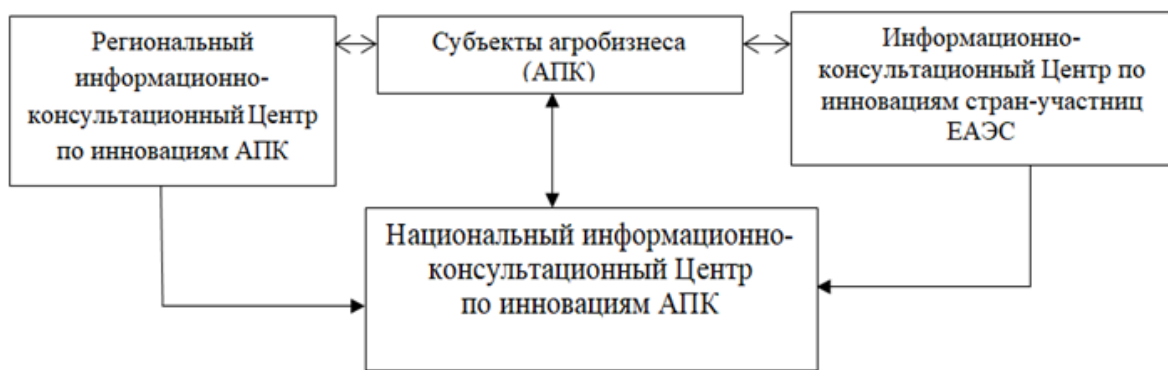 Региональный
информационно-
консультационный Центр
по инновациям АПК
Субъекты агробизнеса
(АПК)
Информационно-
консультационный Центр по
инновациям стран-участниц
ЕАЭС
Национальный информационно-
консультационный Центр
по инновациям АПК